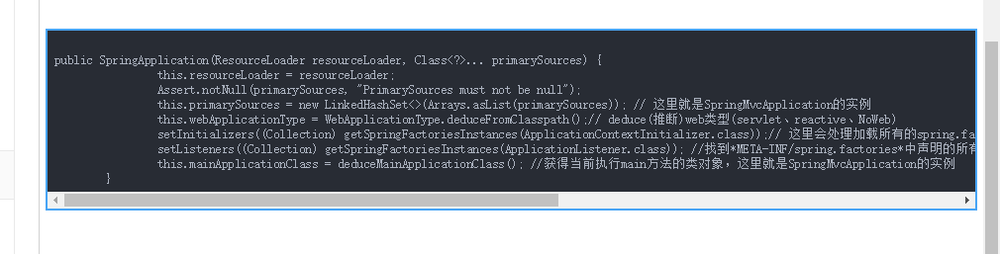 public SpringApplication(ResourceLoader resourceLoader, Class<?>... primarySources) {
this.resourceLoader = resourceLoader;
Assert.notNull(primarySources, "PrimarySources must not be null");
this.primarySources = new LinkedHashSet<>(Arrays.asList(primarySources)); // 这里就是SpringMvcApplication的实例
this.webApplicationType = WebApplicationType.deduceFromClasspath();// deduce(推断)web类型(servlet、reactive、NoWeb)
setInitializers((Collection) getSpringFactoriesInstances(ApplicationContextInitializer.class));// 这里会处理加载所有的spring.fa
setListeners((Collection) getSpringFactoriesInstances(ApplicationListener.class)); //找到*META-INF/spring.factories*中声明的所有
this.mainApplicationClass = deduceMainApplicationClass(); //获得当前执行main方法的类对象，这里就是SpringMvcApplication的实例
}